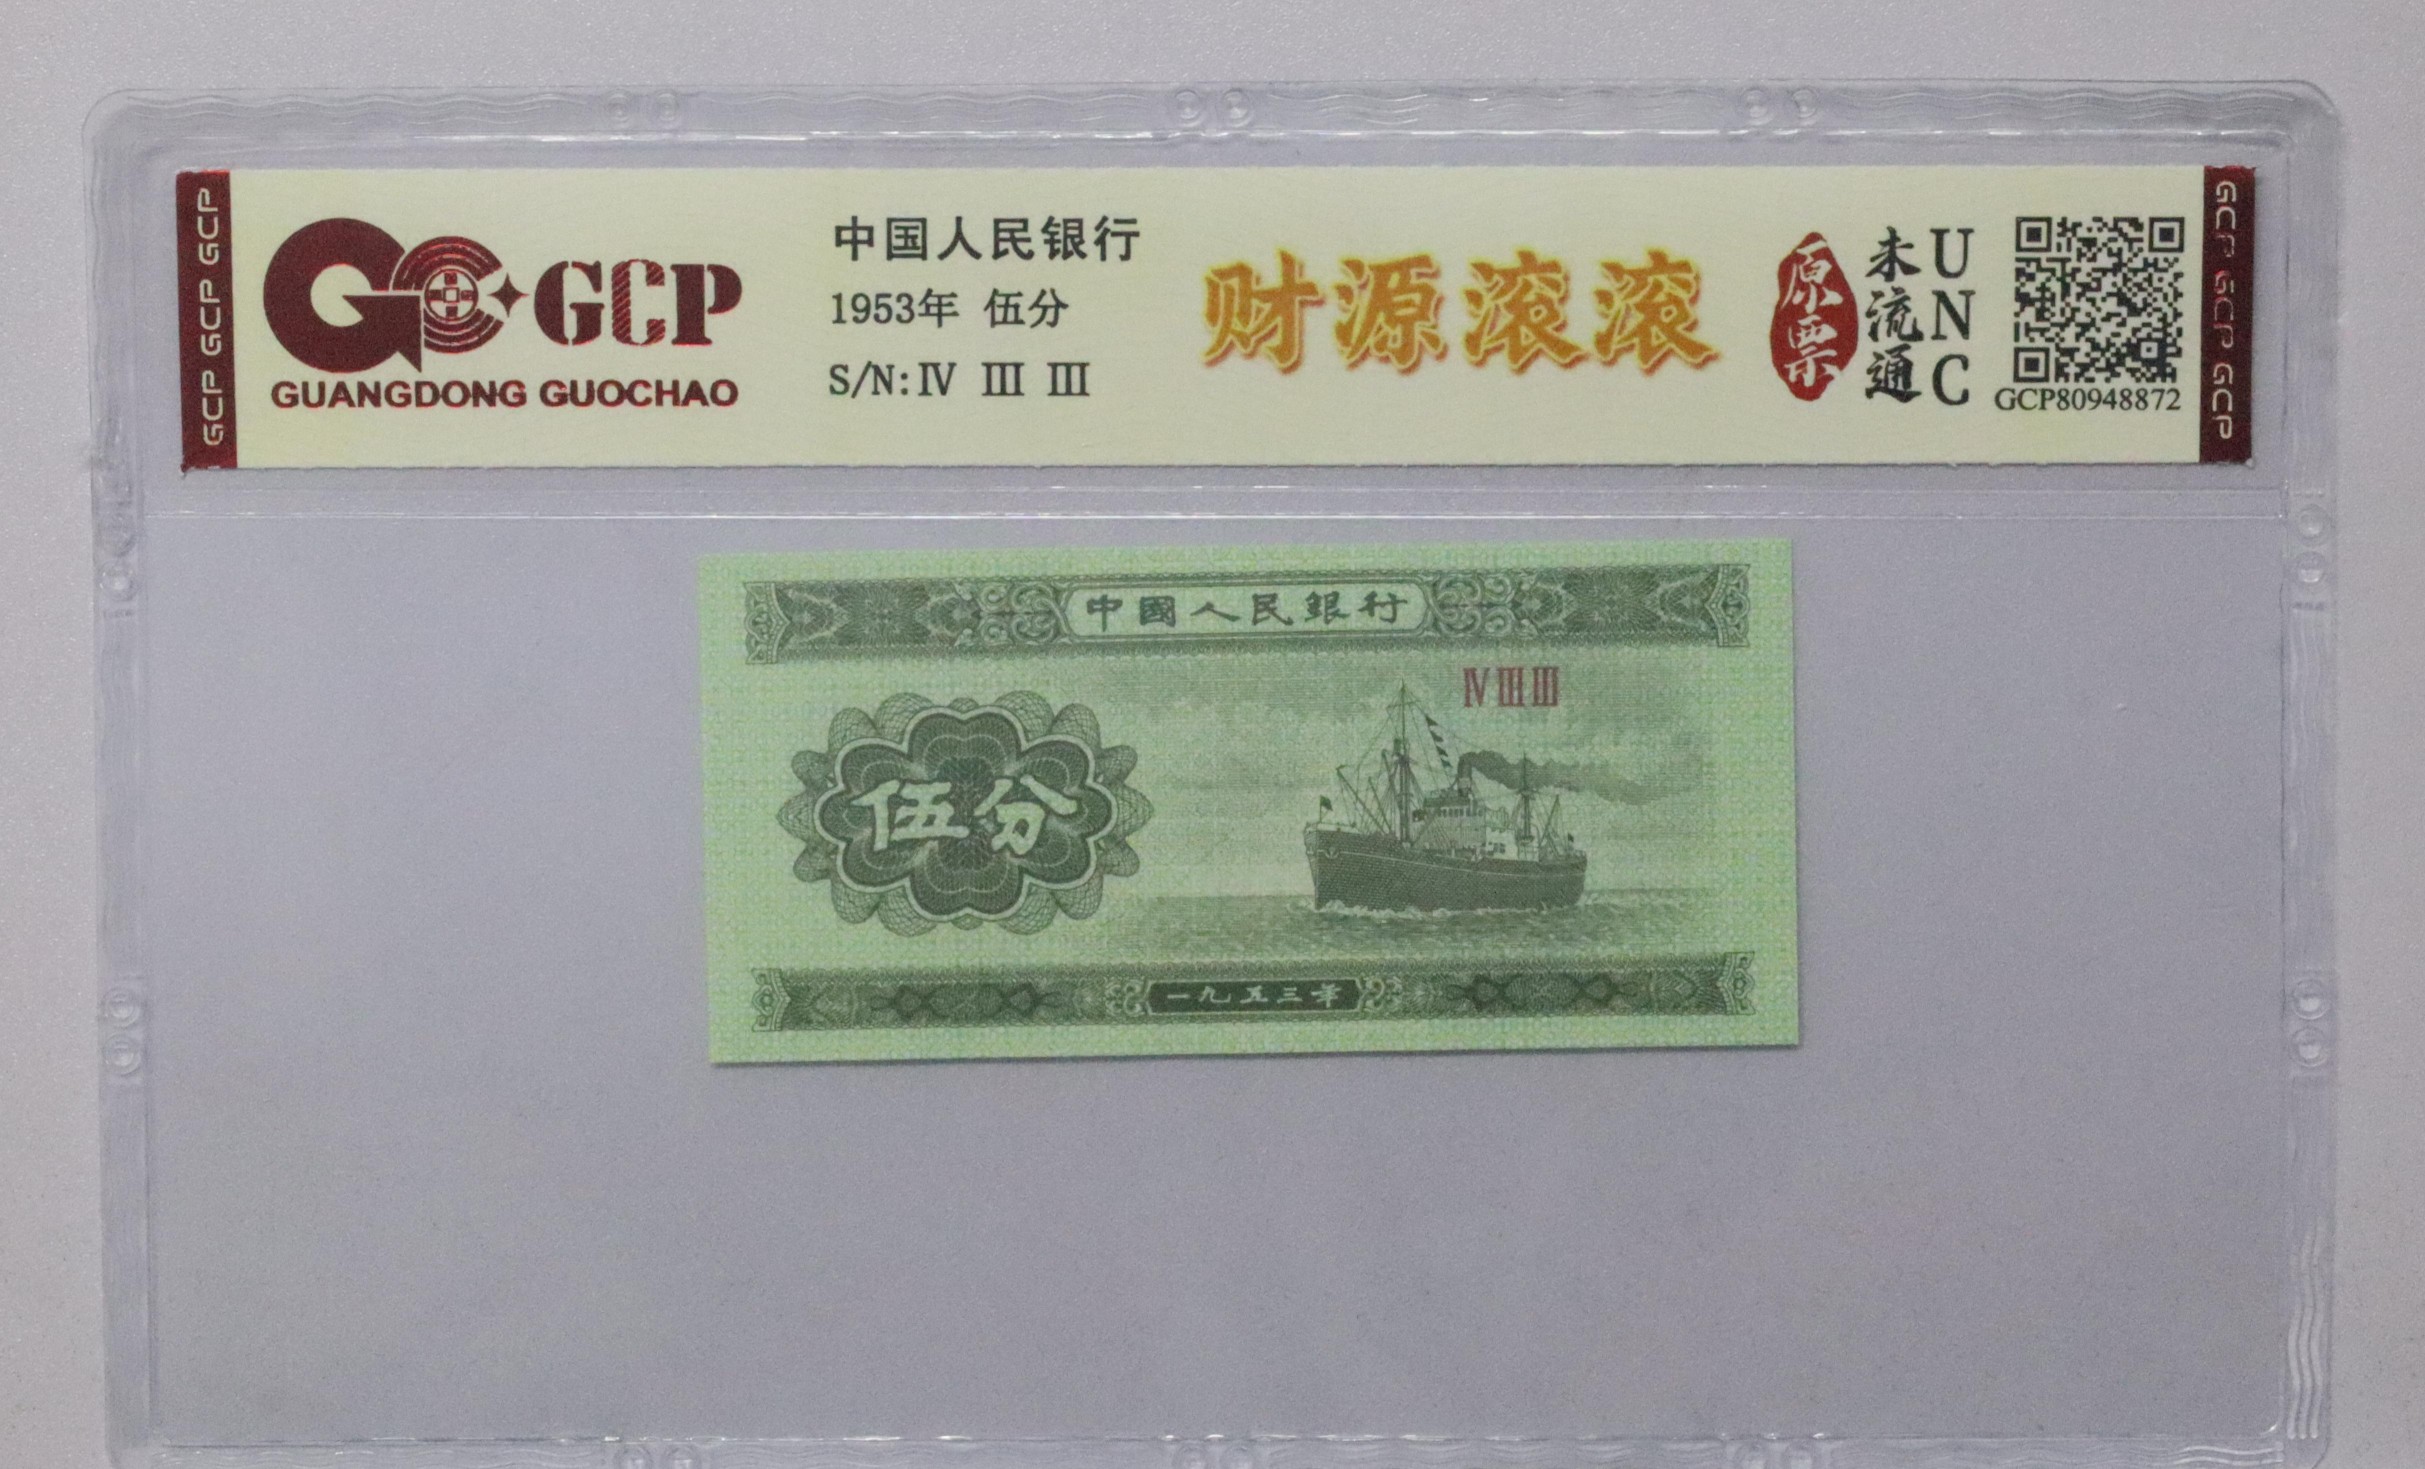 GCP GCP GCP
GCP
GUANGDONG GUOCHAO
中国人民银行
1953年 伍分
S/N: Ⅳ Ⅲ Ⅲ
财源滚滚
原票
未流通
UNC
GCP80948872
GCP GCP GCP
中國人民銀行
Ⅳ Ⅲ Ⅲ
伍分
一九五三年